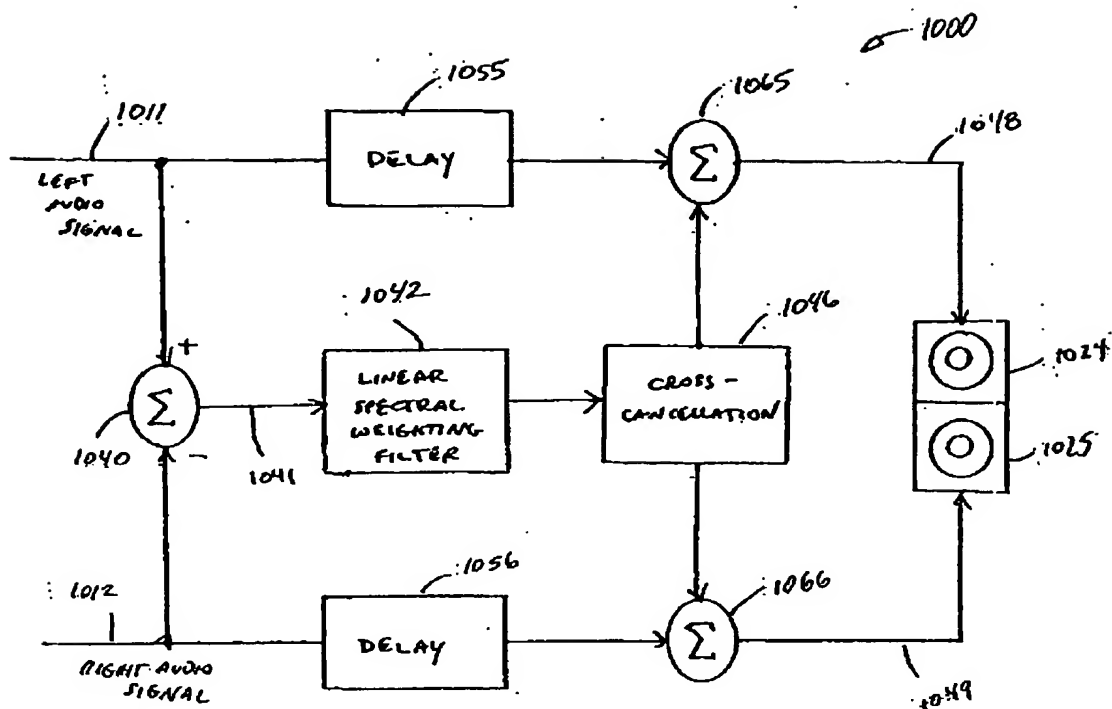 1000
1055
1065
1011
1048
DELAY
Σ
LEFT
AUDIO
SIGNAL
1042
1046
+
LINEAR
SPECTRAL
WEIGHTING
FILTER
CROSS-
CANCELLATION
1024
Σ
1040
-
1041
1025
1056
1066
1012
DELAY
Σ
RIGHT AUDIO
SIGNAL
1049